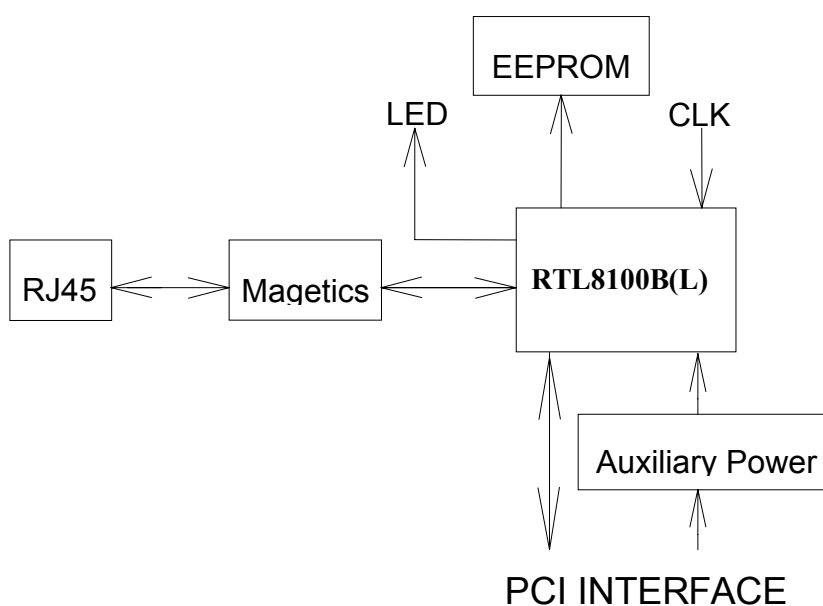 EEPROM
LED
CLK
RJ45
Magetics
RTL8100B(L)
Auxiliary Power
PCI INTERFACE